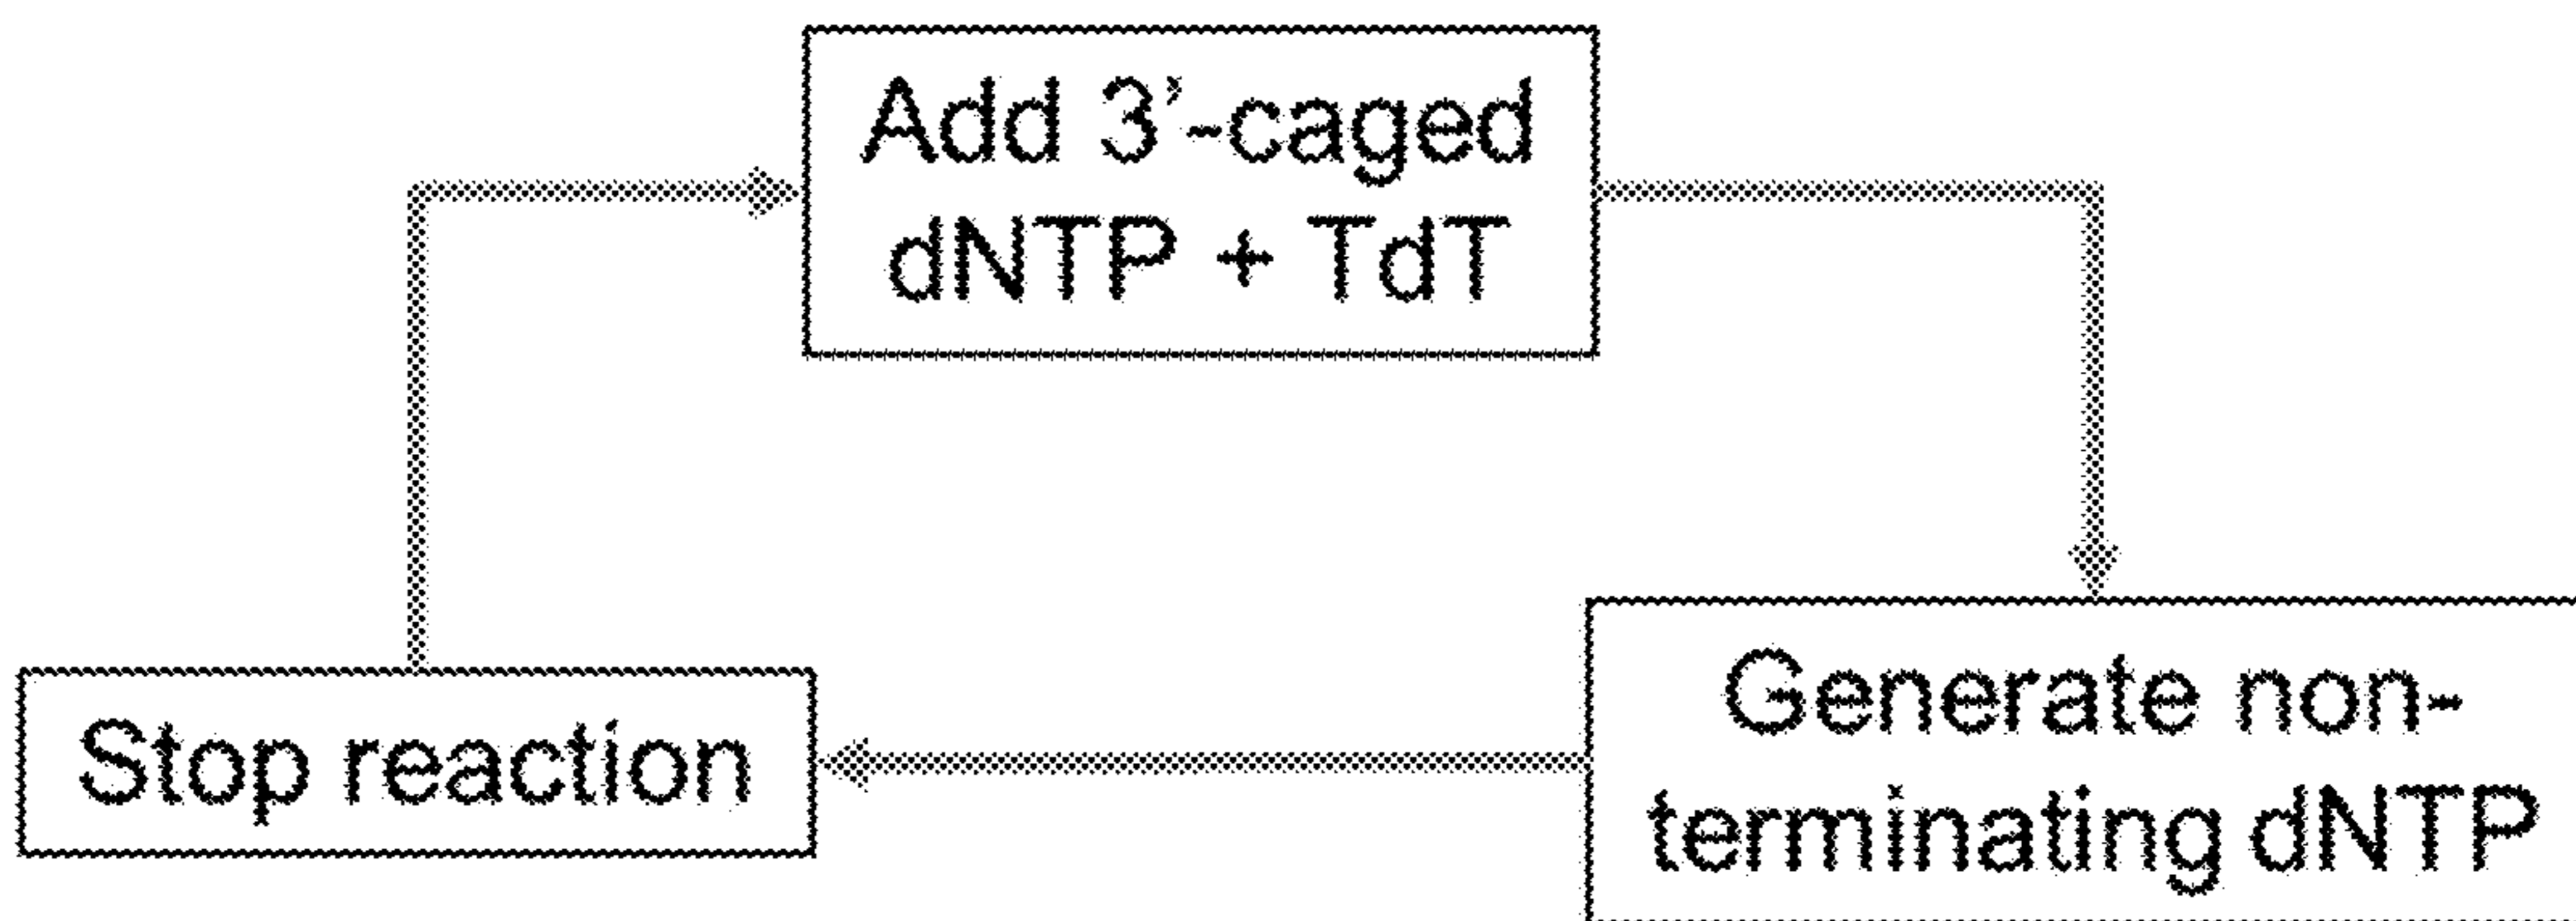 Add 3’-caged
dNTP + TdT
Generate non-
terminating dNTP
Stop reaction